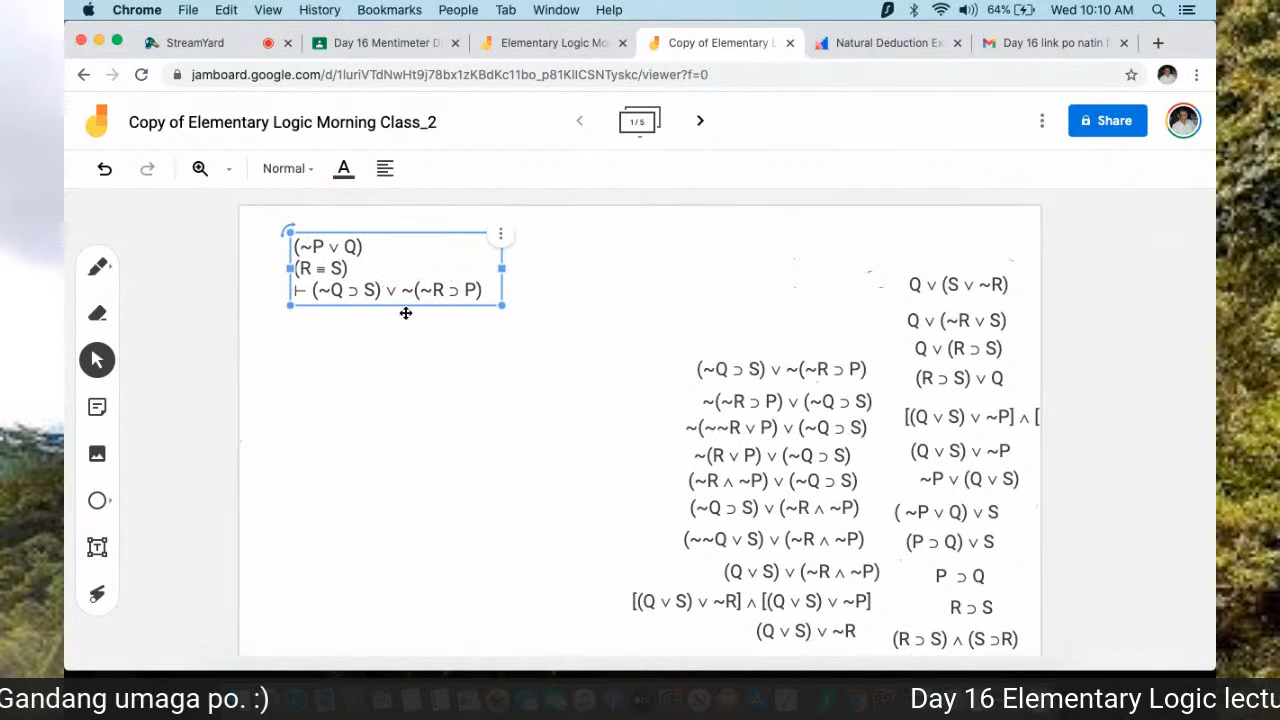 Chrome File Edit View History Bookmarks People Tab Window Help 64% Wed 10:10 AM
StreamYard Day 16 Mentimeter D Elementary Logic Mo Copy of Elementary L Natural Deduction Ex Day 16 link po natin
jamboard.google.com/d/1luriVTdNwHt9j78bx1zKBdKc11bo_p81KlICSNTyskc/viewer?f=0
Copy of Elementary Logic Morning Class_2
1/5
Share
Normal A
(~P ∨ Q)
(R ≡ S)
⊢ (~Q ⊃ S) ∨ ~(~R ⊃ P)
(~Q ⊃ S) ∨ ~(~R ⊃ P)
~(~R ⊃ P) ∨ (~Q ⊃ S)
~(~~R ∨ P) ∨ (~Q ⊃ S)
~(R ∨ P) ∨ (~Q ⊃ S)
(~R ∧ ~P) ∨ (~Q ⊃ S)
(~Q ⊃ S) ∨ (~R ∧ ~P)
(~~Q ∨ S) ∨ (~R ∧ ~P)
(Q ∨ S) ∨ (~R ∧ ~P)
[(Q ∨ S) ∨ ~R] ∧ [(Q ∨ S) ∨ ~P]
(Q ∨ S) ∨ ~R
Q ∨ (S ∨ ~R)
Q ∨ (~R ∨ S)
Q ∨ (R ⊃ S)
(R ⊃ S) ∨ Q
[(Q ∨ S) ∨ ~P] ∧ [
(Q ∨ S) ∨ ~P
~P ∨ (Q ∨ S)
( ~P ∨ Q) ∨ S
(P ⊃ Q) ∨ S
P ⊃ Q
R ⊃ S
(R ⊃ S) ∧ (S ⊃R)
Gandang umaga po. :) Day 16 Elementary Logic lectu